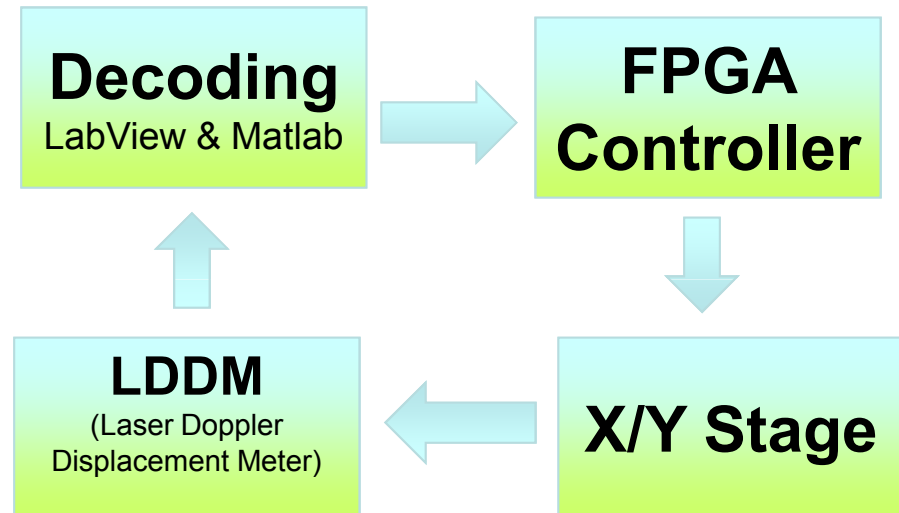 Decoding
LabView & Matlab
FPGA
Controller
LDDM
(Laser Doppler
Displacement Meter)
X/Y Stage